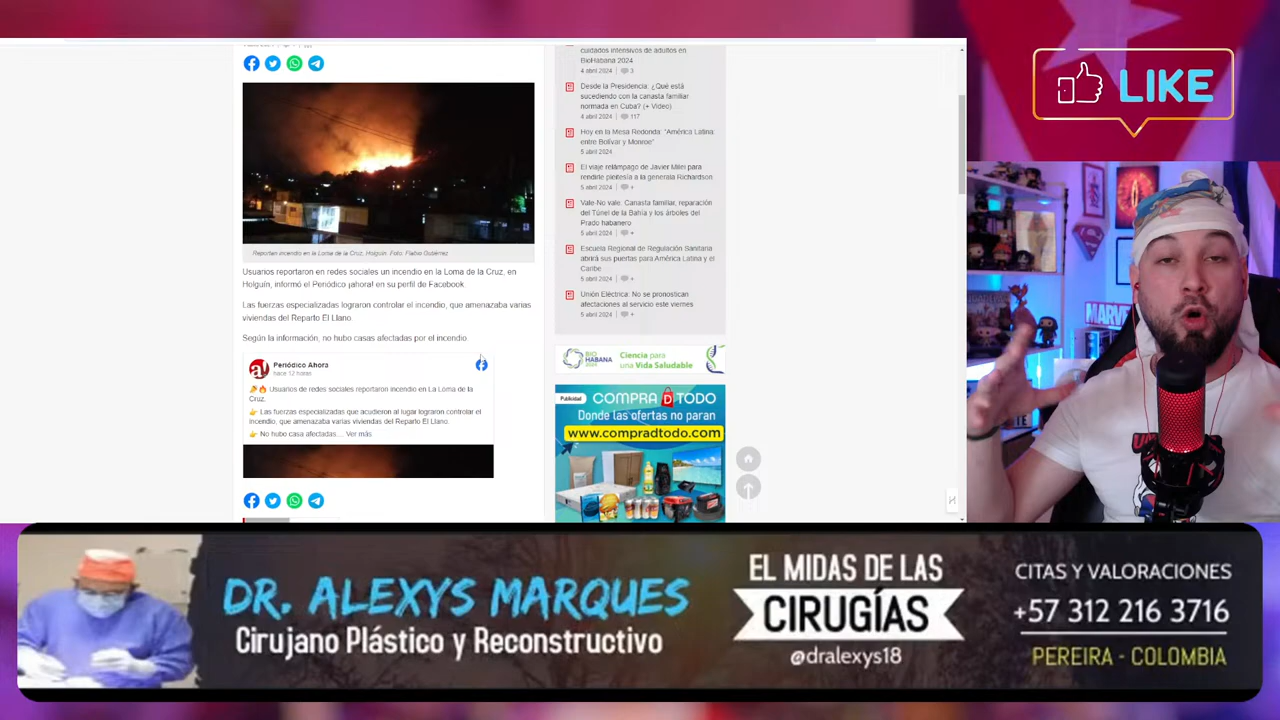 Reportan incendio en la Loma de la Cruz, Holguín. Foto: Flabio Gutiérrez
Usuarios reportaron en redes sociales un incendio en la Loma de la Cruz, en
Holguín, informó el Periódico ¡ahora! en su perfil de Facebook.
Las fuerzas especializadas lograron controlar el incendio, que amenazaba varias
viviendas del Reparto El Llano.
Según la información, no hubo casas afectadas por el incendio
Periódico Ahora
hace 12 horas
Usuarios de redes sociales reportaron incendio en La Loma de la
Cruz.
Las fuerzas especializadas que acudieron al lugar lograron controlar el
incendio, que amenazaba varias viviendas del Reparto El Llano.
No hubo casa afectadas.... Ver más
cuidados intensivos de adultos en
BioHabana 2024
4 abril 2024 | 3
Desde la Presidencia: ¿Qué está
sucediendo con la canasta familiar
normada en Cuba? (+ Video)
4 abril 2024 | 117
Hoy en la Mesa Redonda: "América Latina:
entre Bolívar y Monroe"
5 abril 2024
El viaje relámpago de Javier Milei para
rendirle pleitesía a la generala Richardson
5 abril 2024 | +
Vale-No vale: Canasta familiar, reparación
del Túnel de la Bahía y los árboles del
Prado habanero
5 abril 2024 | +
Escuela Regional de Regulación Sanitaria
abrirá sus puertas para América Latina y el
Caribe
5 abril 2024 | +
Unión Eléctrica: No se pronostican
afectaciones al servicio este viernes
5 abril 2024 | +
BIO
HABANA
2024
Ciencia para
una Vida Saludable
Publicidad
COMPRA D TODO
Donde las ofertas no paran
www.compradtodo.com
LIKE
MARVEL
DR. ALEXYS MARQUES
Cirujano Plástico y Reconstructivo
EL MIDAS DE LAS
CIRUGÍAS
@dralexys18
CITAS Y VALORACIONES
+57 312 216 3716
PEREIRA - COLOMBIA